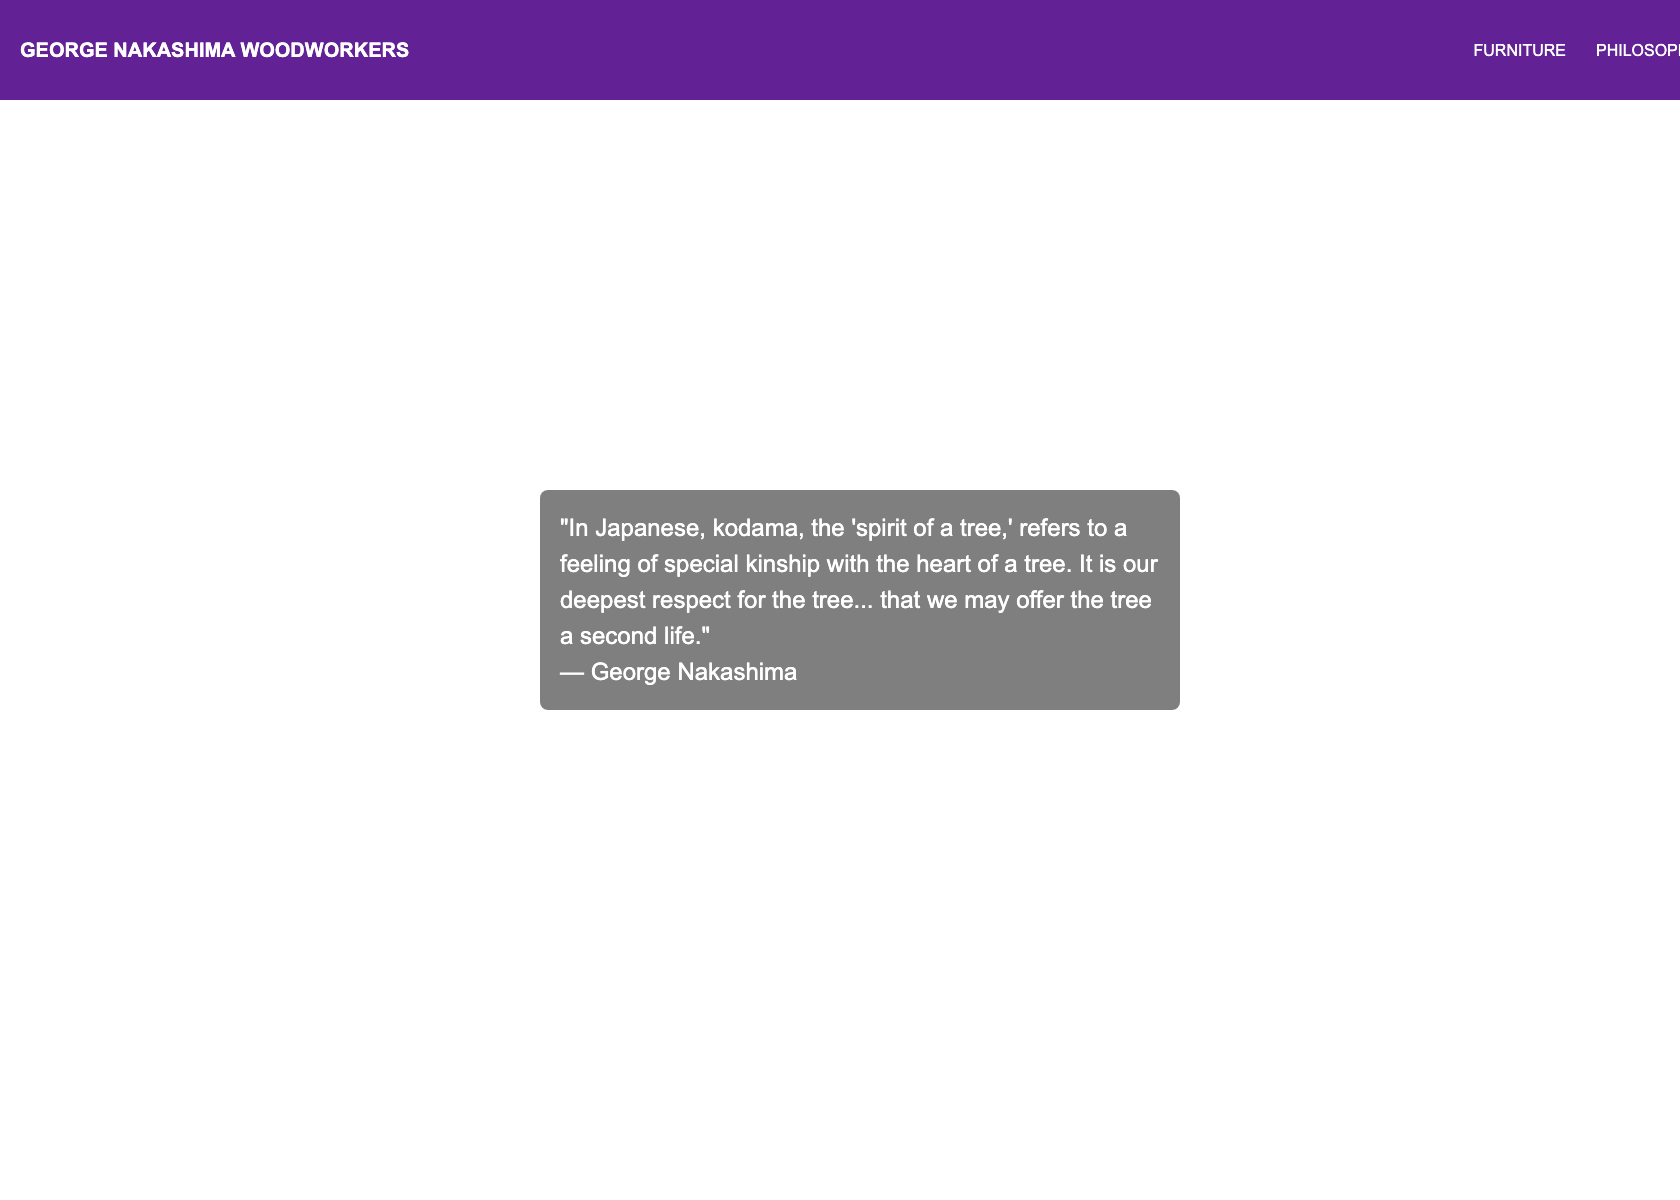 GEORGE NAKASHIMA WOODWORKERS
FURNITURE
"In Japanese, kodama, the 'spirit of a tree,' refers to a
feeling of special kinship with the heart of a tree. It is our
deepest respect for the tree... that we may offer the tree
a second life."
— George Nakashima